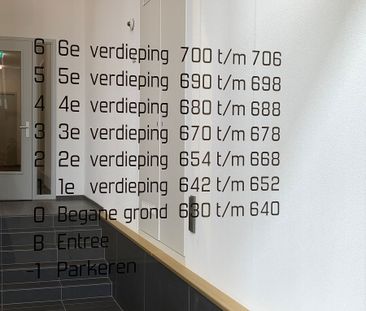 6 6e verdieping 700 t/m 706
5 5e verdieping 690 t/m 698
4 4e verdieping 680 t/m 688
3 3e verdieping 670 t/m 678
2 2e verdieping 654 t/m 668
1 1e verdieping 642 t/m 652
0 Begane grond 630 t/m 640
B Entree
-1 Parkeren